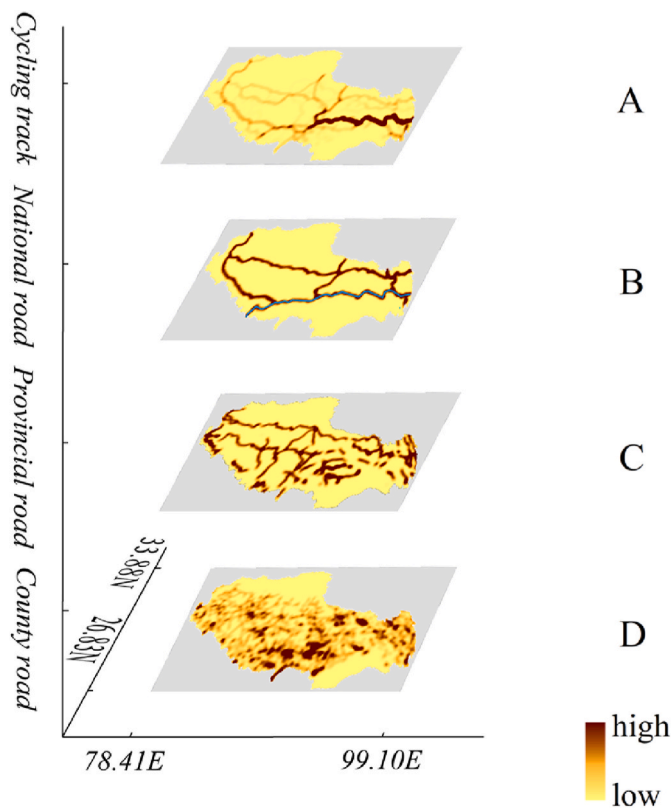 Cycling track
A
National road
B
Provincial road
C
County road
D
33.88N
26.83N
78.41E
99.10E
high
low